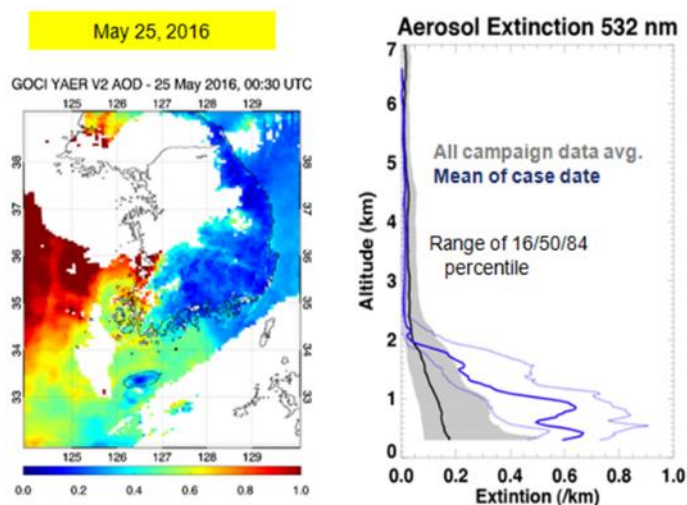 May 25, 2016
GOCI YAER V2 AOD - 25 May 2016, 00:30 UTC
125 126 127 128 129
38
37
36
35
34
33
38
37
36
35
34
33
125 126 127 128 129
0.0 0.2 0.4 0.6 0.8 1.0
Aerosol Extinction 532 nm
7
6
5
4
3
2
1
0
Altitude (km)
All campaign data avg.
Mean of case date
Range of 16/50/84
percentile
0.0 0.2 0.4 0.6 0.8 1.0
Extintion (/km)